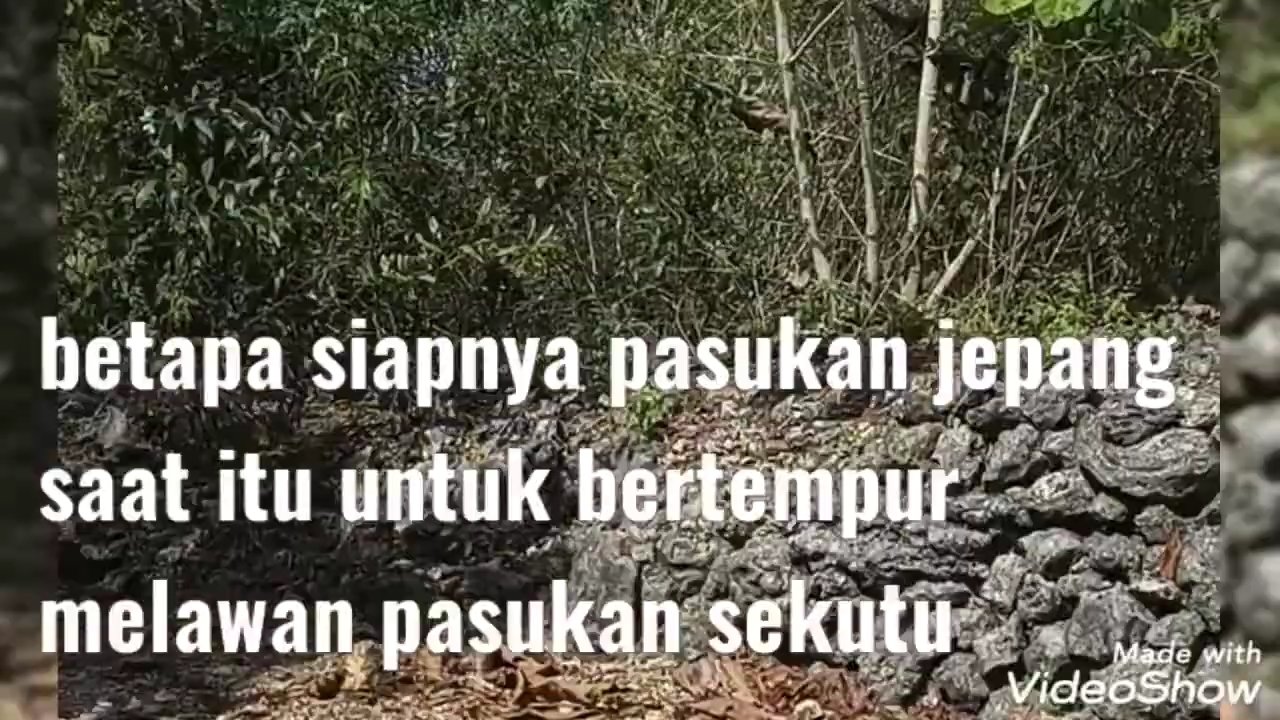 betapa siapnya pasukan jepang
saat itu untuk bertempur
melawan pasukan sekutu
Made with
VideoShow